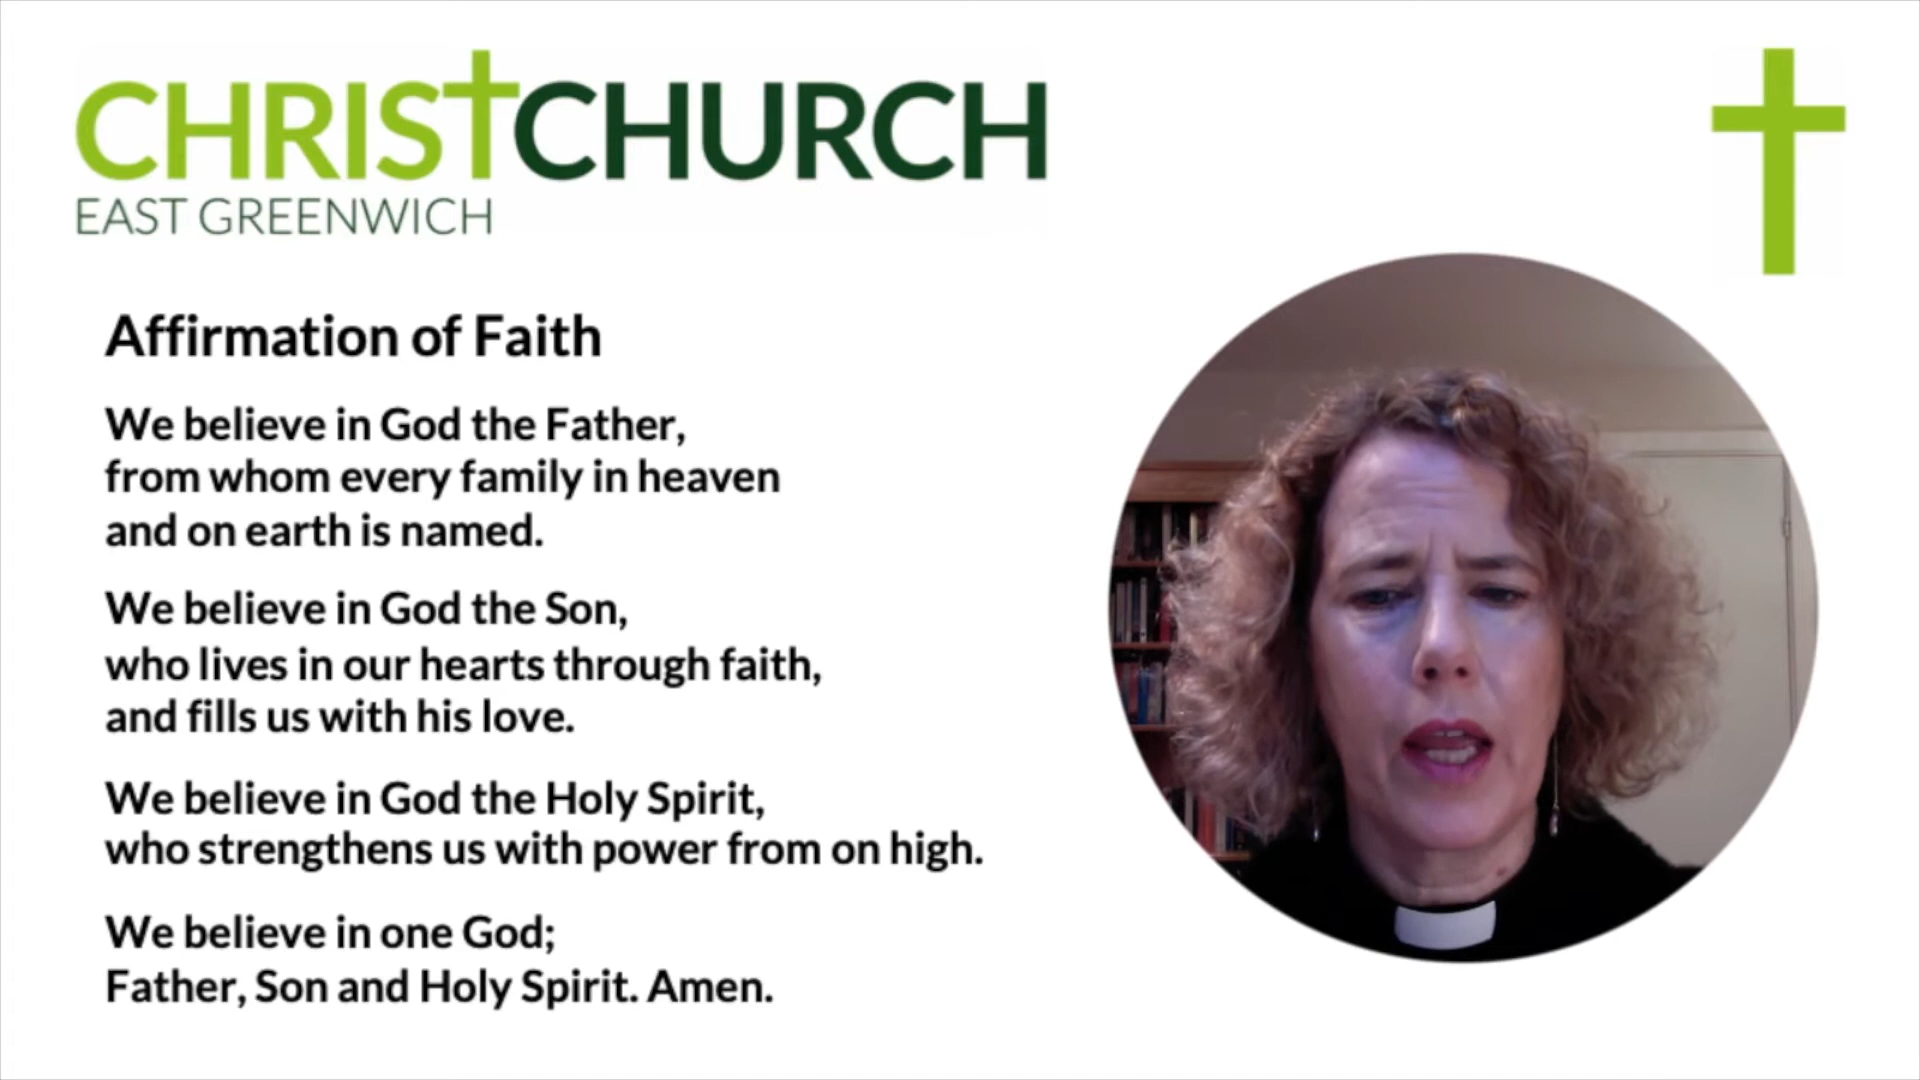 CHRISTCHURCH
EAST GREENWICH
Affirmation of Faith
We believe in God the Father,
from whom every family in heaven
and on earth is named.
We believe in God the Son,
who lives in our hearts through faith,
and fills us with his love.
We believe in God the Holy Spirit,
who strengthens us with power from on high.
We believe in one God;
Father, Son and Holy Spirit. Amen.